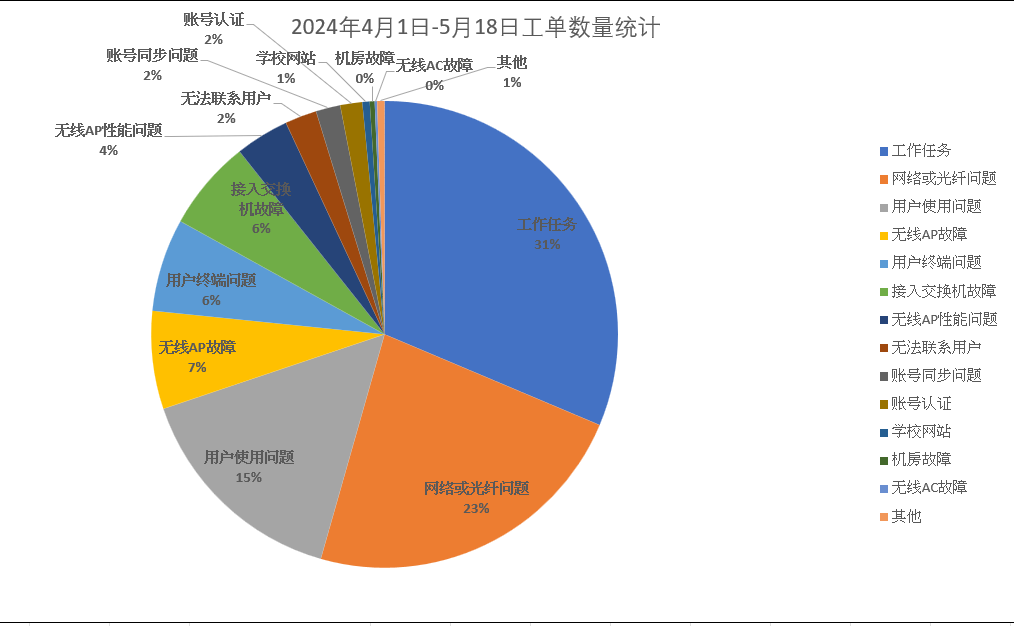 2024年4月1日-5月18日工单数量统计
账号认证
2%
账号同步问题
2%
学校网站
1%
机房故障
0%
无线AC故障
0%
其他
1%
无法联系用户
2%
无线AP性能问题
4%
接入交换
机故障
6%
工作任务
31%
用户终端问题
6%
无线AP故障
7%
用户使用问题
15%
网络或光纤问题
23%
工作任务
网络或光纤问题
用户使用问题
无线AP故障
用户终端问题
接入交换机故障
无线AP性能问题
无法联系用户
账号同步问题
账号认证
学校网站
机房故障
无线AC故障
其他